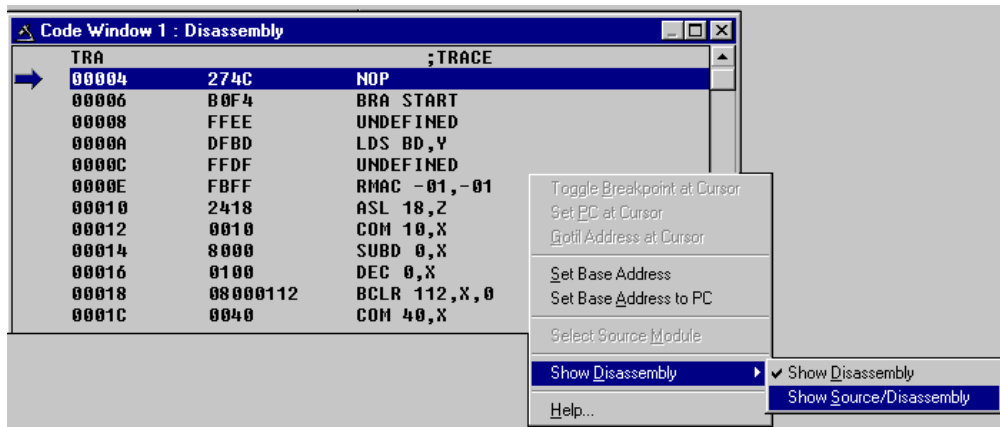 Code Window 1 : Disassembly
TRA ;TRACE
00004 274C NOP
00006 B0F4 BRA START
00008 FFEE UNDEFINED
0000A DFBD LDS BD,Y
0000C FFDF UNDEFINED
0000E FBFF RMAC -01,-01
00010 2418 ASL 18,Z
00012 0010 COM 10,X
00014 8000 SUBD 0,X
00016 0100 DEC 0,X
00018 08000112 BCLR 112,X,0
0001C 0040 COM 40,X
Toggle Breakpoint at Cursor
Set PC at Cursor
Gotil Address at Cursor
Set Base Address
Set Base Address to PC
Select Source Module
Show Disassembly
Help...
Show Disassembly
Show Source/Disassembly